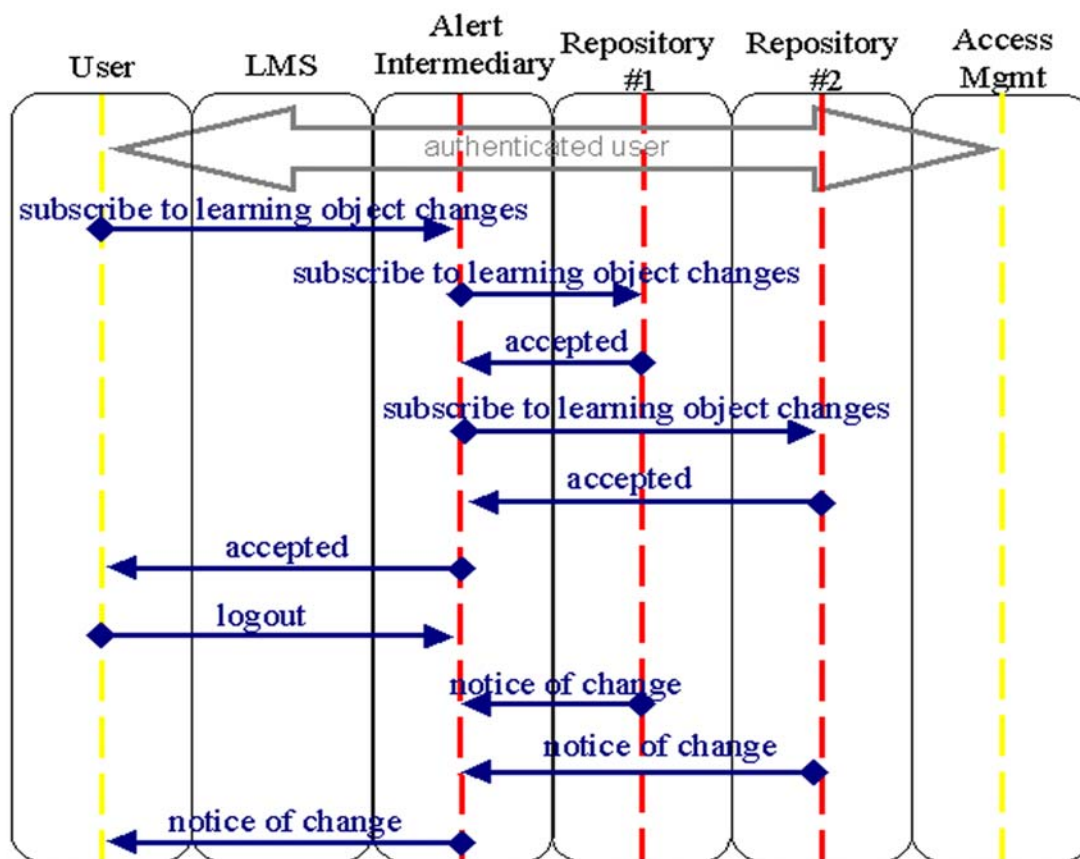 User
LMS
Alert
Intermediary
Repository
#1
Repository
#2
Access
Mgmt
authenticated user
subscribe to learning object changes
subscribe to learning object changes
accepted
subscribe to learning object changes
accepted
accepted
logout
notice of change
notice of change
notice of change